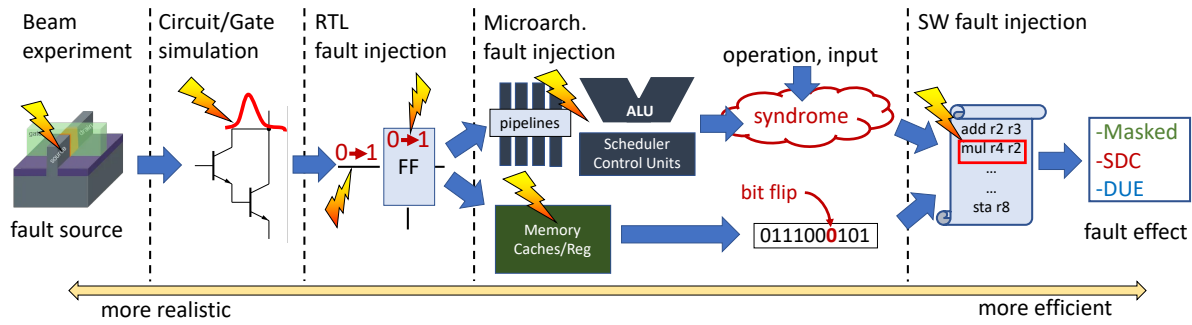 Beam
experiment
Circuit/Gate
simulation
RTL
fault injection
Microarch.
fault injection
SW fault injection
source
fault source
0→1
0→1
FF
pipelines
ALU
Scheduler
Control Units
Memory
Caches/Reg
operation, input
syndrome
bit flip
0111000101
add r2 r3
mul r4 r2
...
...
sta r8
-Masked
-SDC
-DUE
fault effect
more realistic
more efficient